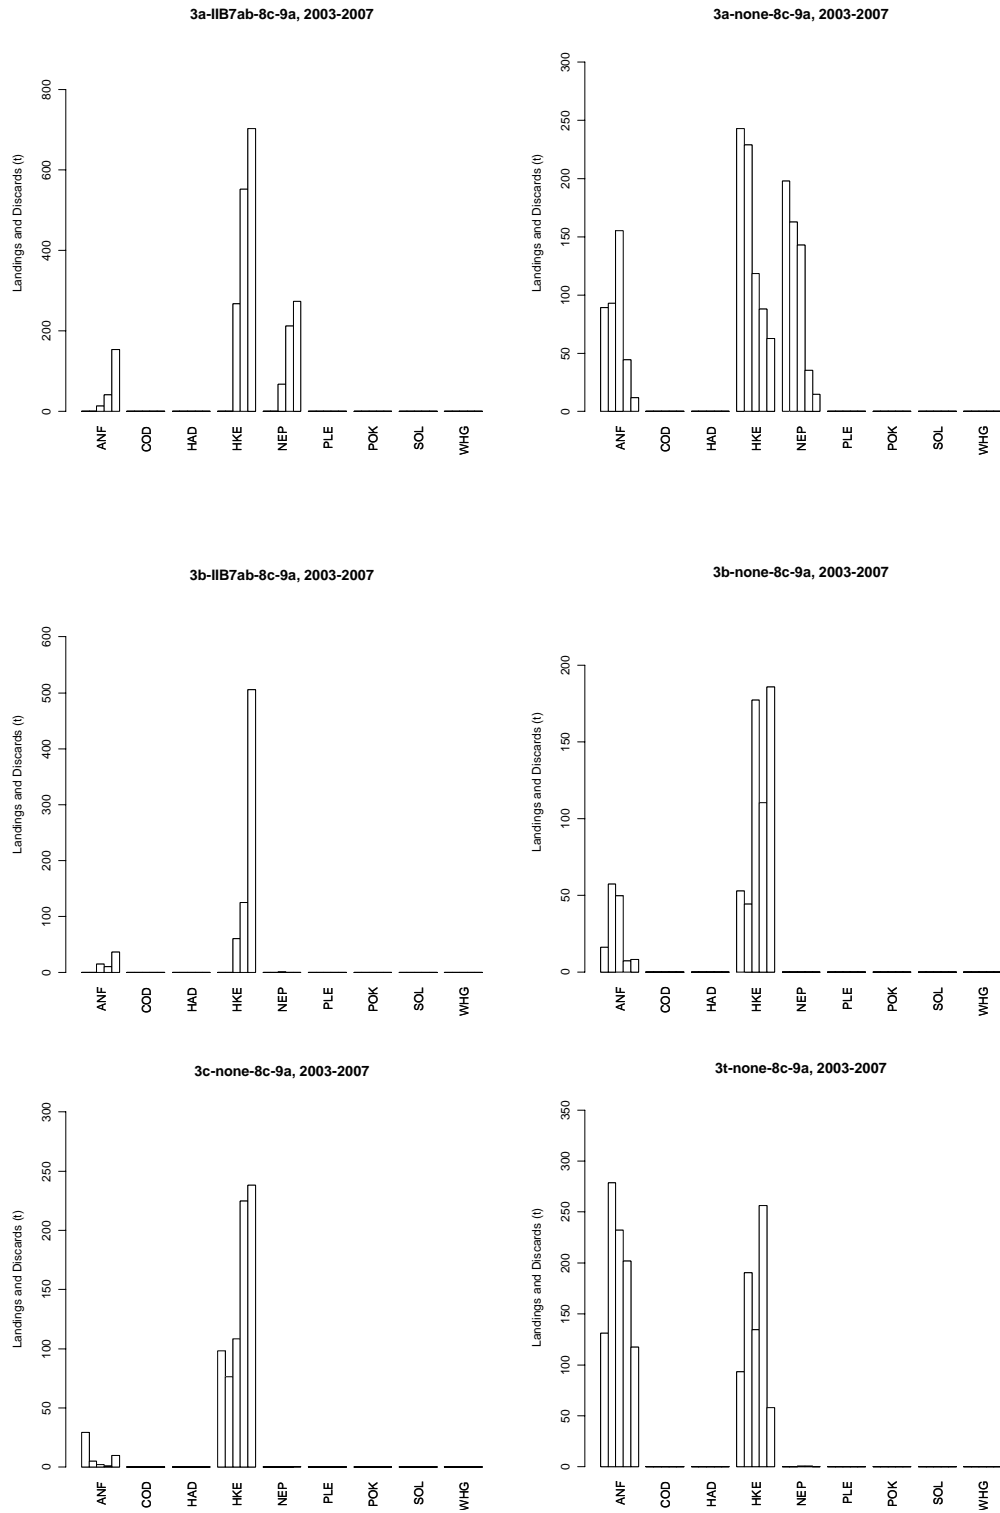 3a-IIB7ab-8c-9a, 2003-2007
Landings and Discards (t)
0
200
400
600
800
ANF
COD
HAD
HKE
NEP
PLE
POK
SOL
WHG
3a-none-8c-9a, 2003-2007
Landings and Discards (t)
0
50
100
150
200
250
300
ANF
COD
HAD
HKE
NEP
PLE
POK
SOL
WHG
3b-IIB7ab-8c-9a, 2003-2007
Landings and Discards (t)
0
100
200
300
400
500
600
ANF
COD
HAD
HKE
NEP
PLE
POK
SOL
WHG
3b-none-8c-9a, 2003-2007
Landings and Discards (t)
0
50
100
150
200
ANF
COD
HAD
HKE
NEP
PLE
POK
SOL
WHG
3c-none-8c-9a, 2003-2007
Landings and Discards (t)
0
50
100
150
200
250
300
ANF
COD
HAD
HKE
NEP
PLE
POK
SOL
WHG
3t-none-8c-9a, 2003-2007
Landings and Discards (t)
0
50
100
150
200
250
300
350
ANF
COD
HAD
HKE
NEP
PLE
POK
SOL
WHG